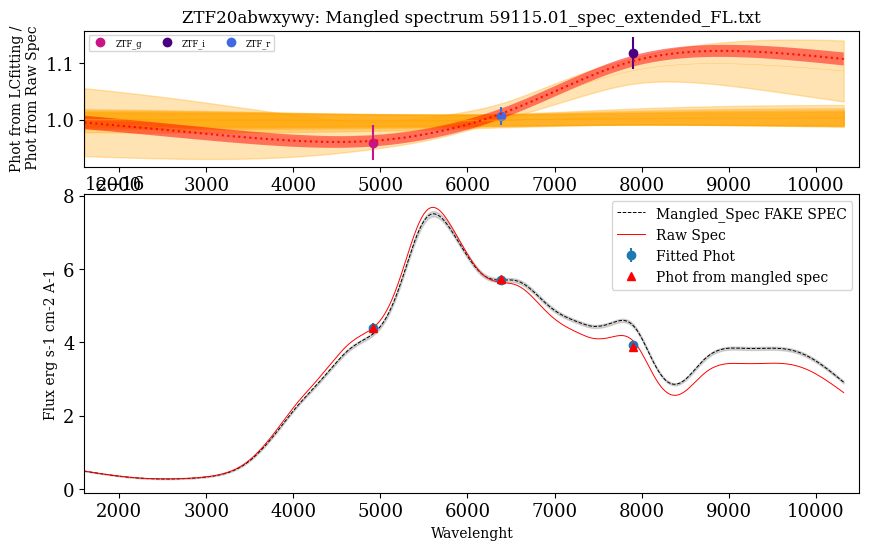 ZTF20abwxywy: Mangled spectrum 59115.01_spec_extended_FL.txt
Phot from LCfitting /
Phot from Raw Spec
ZTF_g ZTF_i ZTF_r
1.1
1.0
2000 3000 4000 5000 6000 7000 8000 9000 10000
Flux erg s-1 cm-2 A-1
8
6
4
2
0
Mangled_Spec FAKE SPEC
Raw Spec
Fitted Phot
Phot from mangled spec
2000 3000 4000 5000 6000 7000 8000 9000 10000
Wavelenght